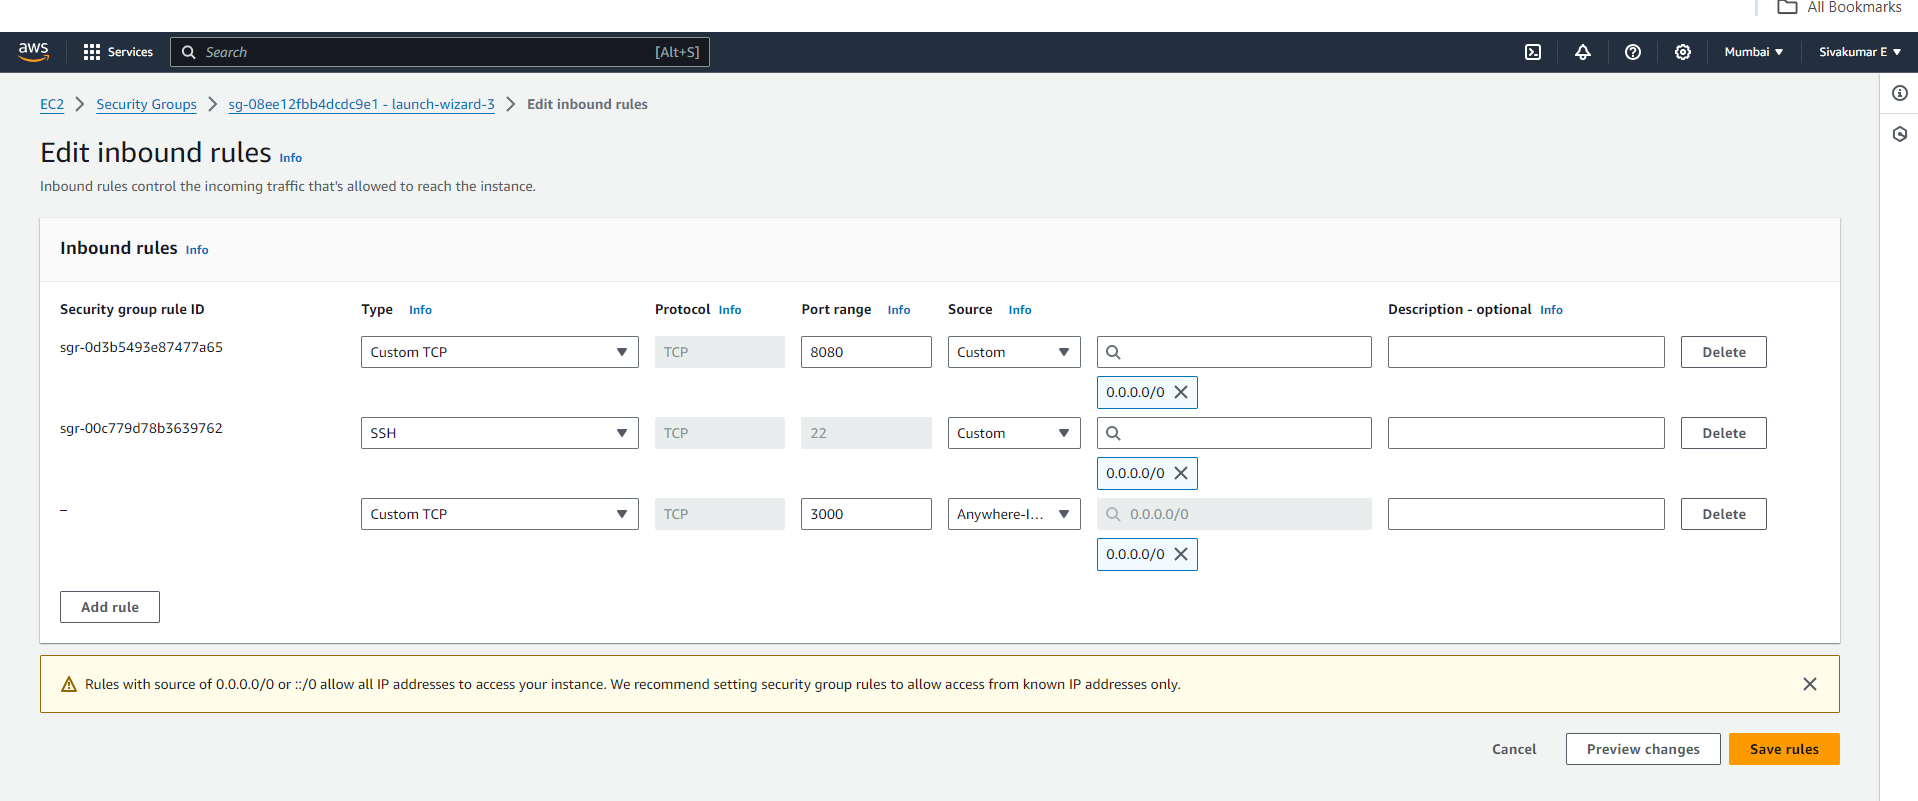 All Bookmarks
aws Services Search [Alt+S] Mumbai Sivakumar E
EC2 Security Groups sg-08ee12fbb4dcdc9e1 - launch-wizard-3 Edit inbound rules
Edit inbound rules Info
Inbound rules control the incoming traffic that's allowed to reach the instance.
Inbound rules Info
Security group rule ID Type Info Protocol Info Port range Info Source Info Description - optional Info
sgr-0d3b5493e87477a65 Custom TCP TCP 8080 Custom Delete
0.0.0.0/0
sgr-00c779d78b3639762 SSH TCP 22 Custom Delete
0.0.0.0/0
– Custom TCP TCP 3000 Anywhere-I... 0.0.0.0/0 Delete
0.0.0.0/0
Add rule
Rules with source of 0.0.0.0/0 or ::/0 allow all IP addresses to access your instance. We recommend setting security group rules to allow access from known IP addresses only.
Cancel Preview changes Save rules